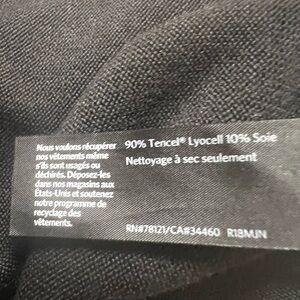 Nous voulons récupérer
nos vêtements même
s'ils sont usagés ou
déchirés. Déposez-les
dans nos magasins aux
États-Unis et soutenez
notre programme de
recyclage des
vêtements.
90% Tencel® Lyocell 10% Soie
Nettoyage à sec seulement
RN#78121/CA#34460 R18MJN